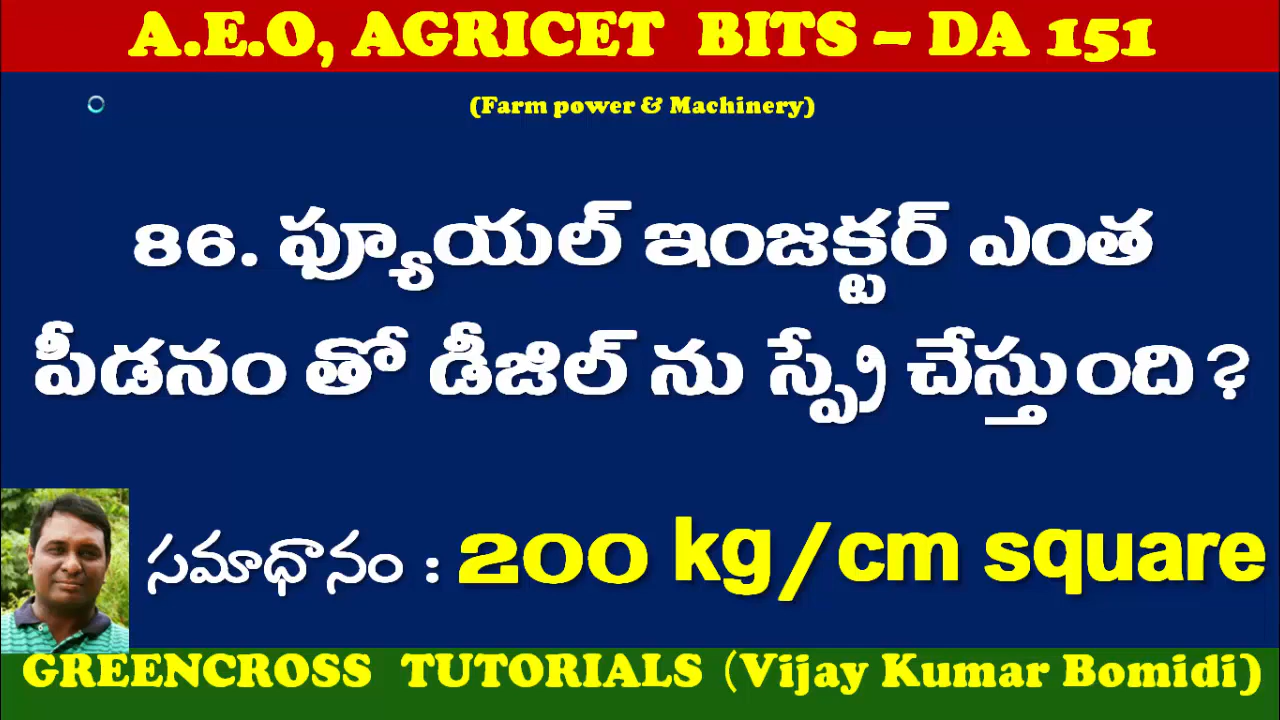 A.E.O, AGRICET BITS – DA 151
(Farm power & Machinery)
86. ఫ్యూయల్ ఇంజక్టర్ ఎంత
పీడనం తో డీజిల్ ను స్ప్రే చేస్తుంది?
సమాధానం : 200 kg/cm square
GREENCROSS TUTORIALS (Vijay Kumar Bomidi)